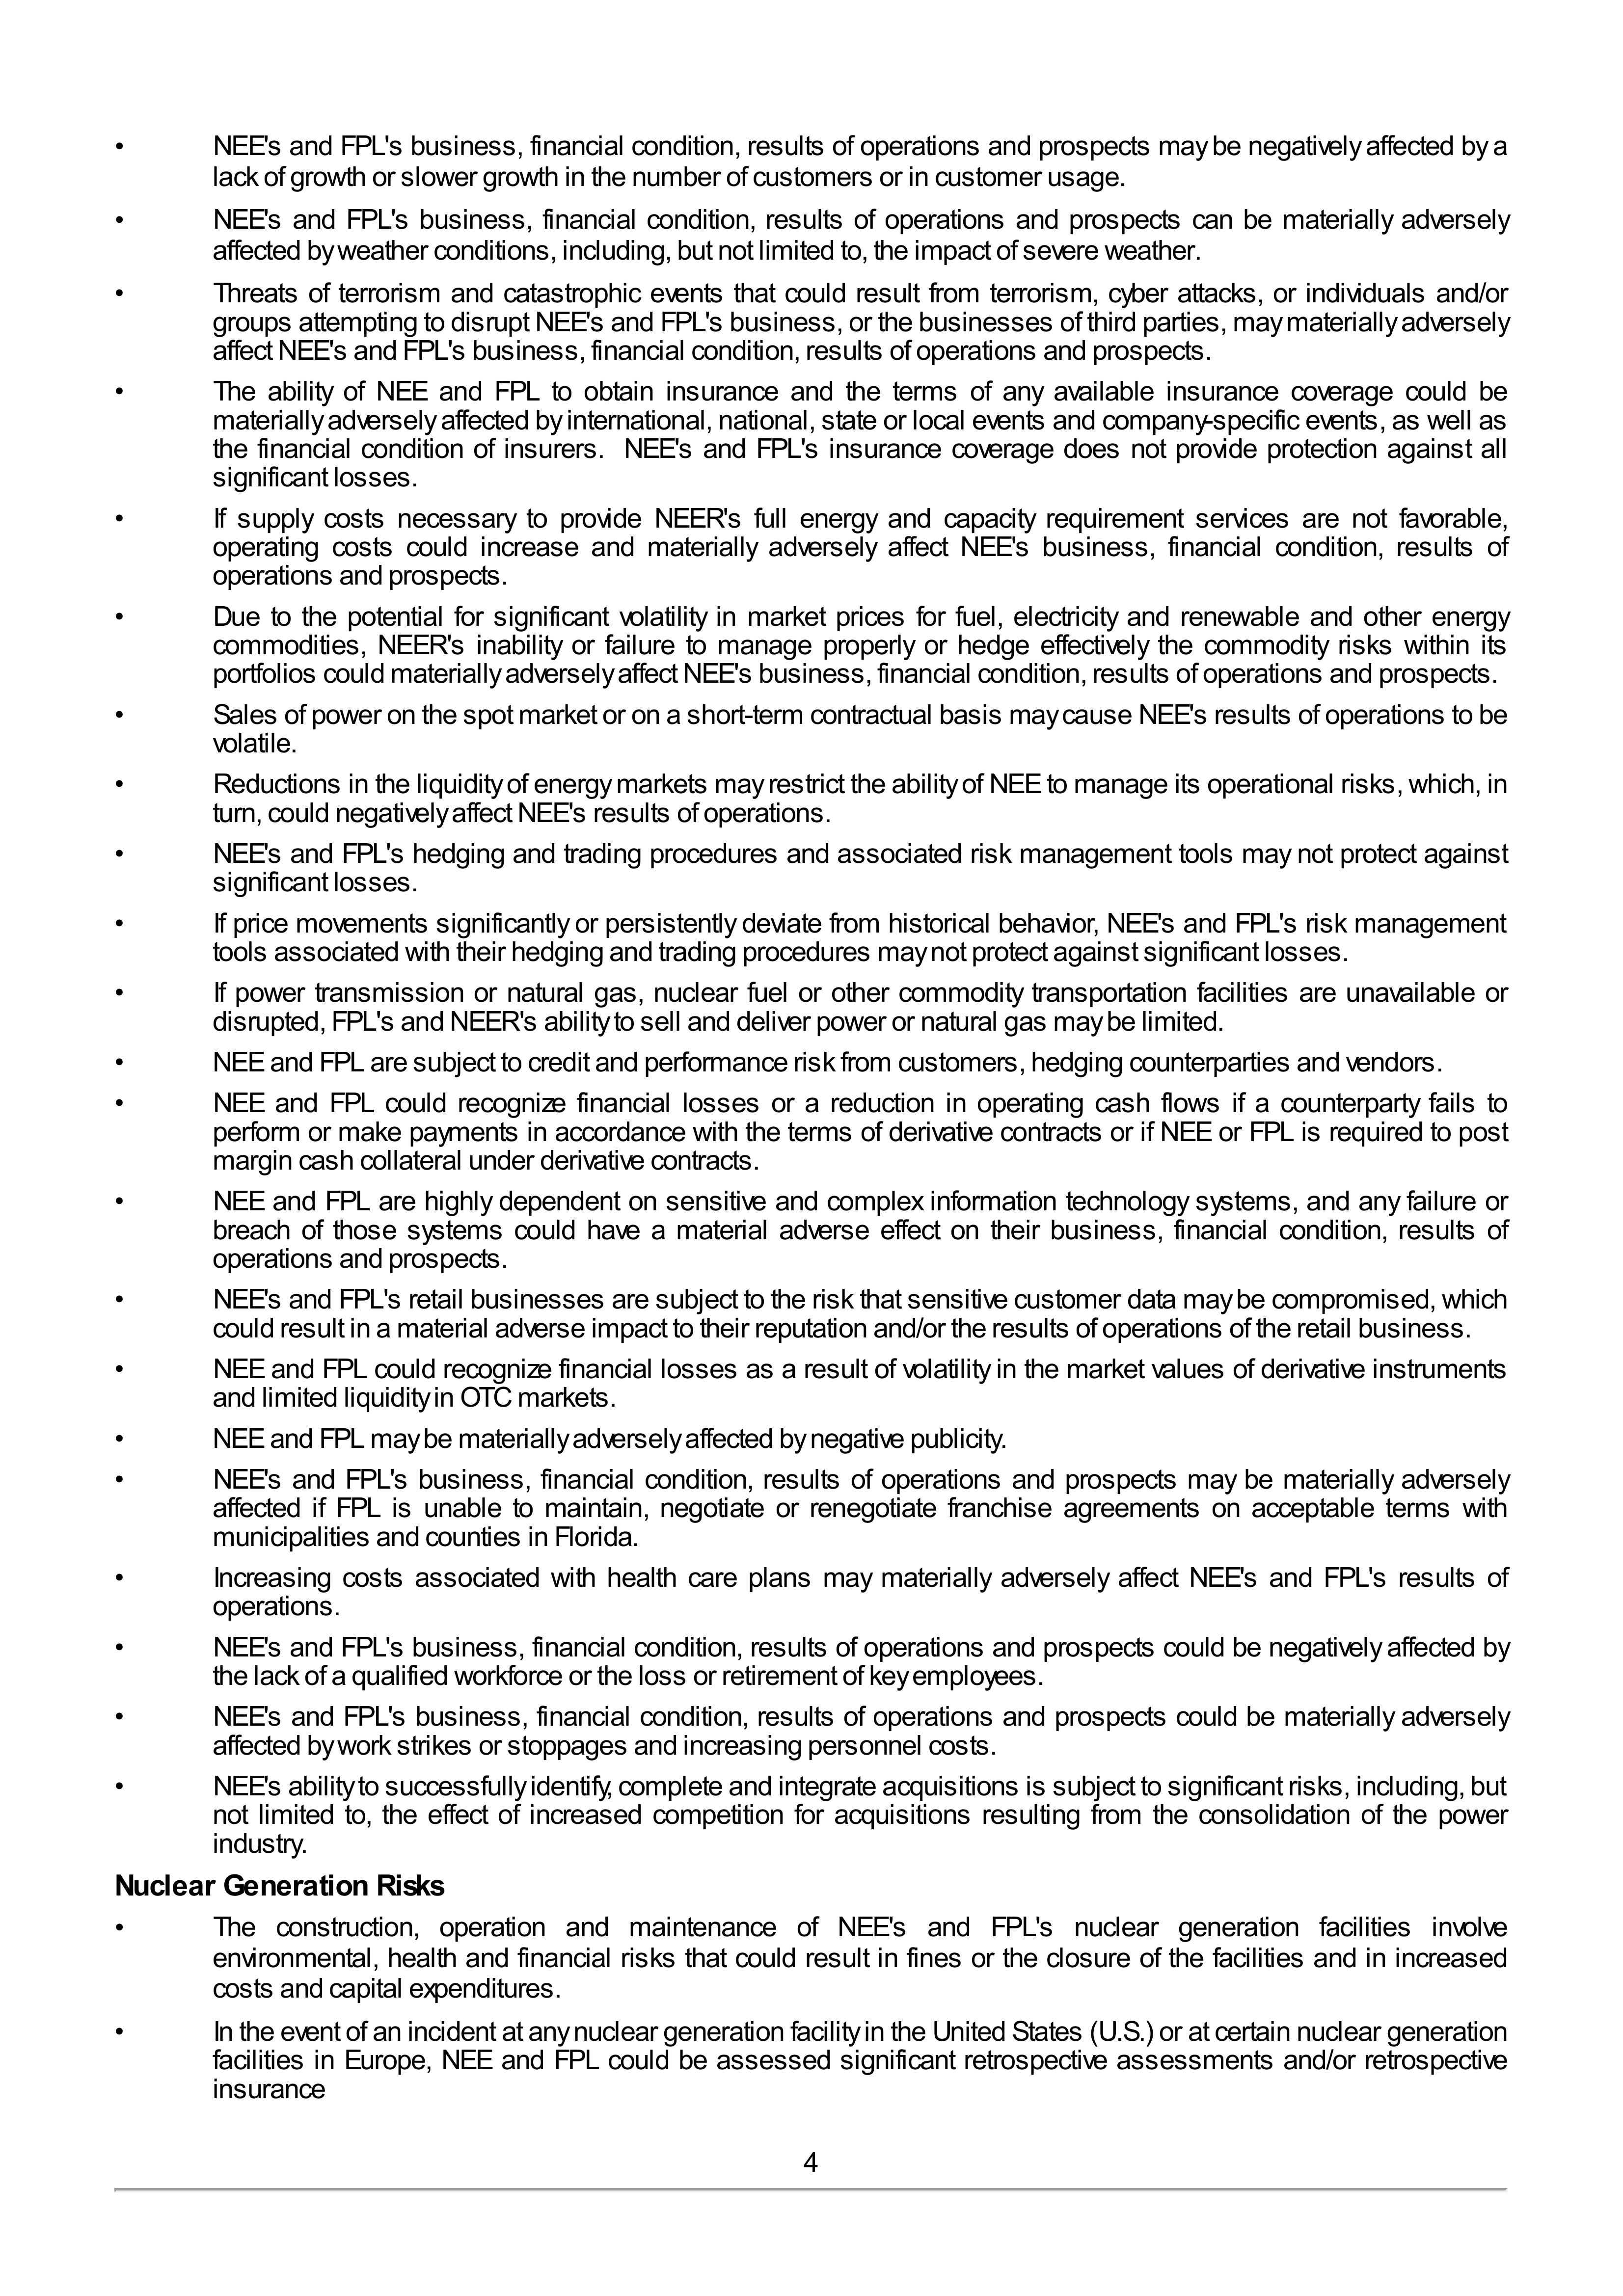 • NEE's and FPL's business, financial condition, results of operations and prospects may be negatively affected by a
lack of growth or slower growth in the number of customers or in customer usage.
• NEE's and FPL's business, financial condition, results of operations and prospects can be materially adversely
affected by weather conditions, including, but not limited to, the impact of severe weather.
• Threats of terrorism and catastrophic events that could result from terrorism, cyber attacks, or individuals and/or
groups attempting to disrupt NEE's and FPL's business, or the businesses of third parties, may materially adversely
affect NEE's and FPL's business, financial condition, results of operations and prospects.
• The ability of NEE and FPL to obtain insurance and the terms of any available insurance coverage could be
materially adversely affected by international, national, state or local events and company-specific events, as well as
the financial condition of insurers. NEE's and FPL's insurance coverage does not provide protection against all
significant losses.
• If supply costs necessary to provide NEER's full energy and capacity requirement services are not favorable,
operating costs could increase and materially adversely affect NEE's business, financial condition, results of
operations and prospects.
• Due to the potential for significant volatility in market prices for fuel, electricity and renewable and other energy
commodities, NEER's inability or failure to manage properly or hedge effectively the commodity risks within its
portfolios could materially adversely affect NEE's business, financial condition, results of operations and prospects.
• Sales of power on the spot market or on a short-term contractual basis may cause NEE's results of operations to be
volatile.
• Reductions in the liquidity of energy markets may restrict the ability of NEE to manage its operational risks, which, in
turn, could negatively affect NEE's results of operations.
• NEE's and FPL's hedging and trading procedures and associated risk management tools may not protect against
significant losses.
• If price movements significantly or persistently deviate from historical behavior, NEE's and FPL's risk management
tools associated with their hedging and trading procedures may not protect against significant losses.
• If power transmission or natural gas, nuclear fuel or other commodity transportation facilities are unavailable or
disrupted, FPL's and NEER's ability to sell and deliver power or natural gas may be limited.
• NEE and FPL are subject to credit and performance risk from customers, hedging counterparties and vendors.
• NEE and FPL could recognize financial losses or a reduction in operating cash flows if a counterparty fails to
perform or make payments in accordance with the terms of derivative contracts or if NEE or FPL is required to post
margin cash collateral under derivative contracts.
• NEE and FPL are highly dependent on sensitive and complex information technology systems, and any failure or
breach of those systems could have a material adverse effect on their business, financial condition, results of
operations and prospects.
• NEE's and FPL's retail businesses are subject to the risk that sensitive customer data may be compromised, which
could result in a material adverse impact to their reputation and/or the results of operations of the retail business.
• NEE and FPL could recognize financial losses as a result of volatility in the market values of derivative instruments
and limited liquidity in OTC markets.
• NEE and FPL may be materially adversely affected by negative publicity.
• NEE's and FPL's business, financial condition, results of operations and prospects may be materially adversely
affected if FPL is unable to maintain, negotiate or renegotiate franchise agreements on acceptable terms with
municipalities and counties in Florida.
• Increasing costs associated with health care plans may materially adversely affect NEE's and FPL's results of
operations.
• NEE's and FPL's business, financial condition, results of operations and prospects could be negatively affected by
the lack of a qualified workforce or the loss or retirement of key employees.
• NEE's and FPL's business, financial condition, results of operations and prospects could be materially adversely
affected by work strikes or stoppages and increasing personnel costs.
• NEE's ability to successfully identify, complete and integrate acquisitions is subject to significant risks, including, but
not limited to, the effect of increased competition for acquisitions resulting from the consolidation of the power
industry.
Nuclear Generation Risks
• The construction, operation and maintenance of NEE's and FPL's nuclear generation facilities involve
environmental, health and financial risks that could result in fines or the closure of the facilities and in increased
costs and capital expenditures.
• In the event of an incident at any nuclear generation facility in the United States (U.S.) or at certain nuclear generation
facilities in Europe, NEE and FPL could be assessed significant retrospective assessments and/or retrospective
insurance
4